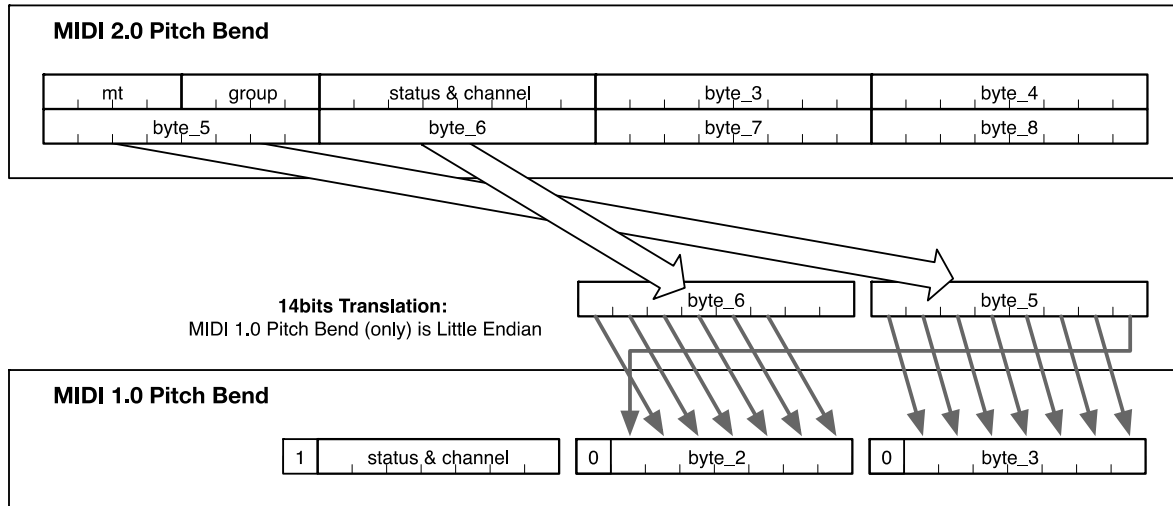 MIDI 2.0 Pitch Bend
mt group status & channel byte_3 byte_4
byte_5 byte_6 byte_7 byte_8
byte_6 byte_5
14bits Translation:
MIDI 1.0 Pitch Bend (only) is Little Endian
MIDI 1.0 Pitch Bend
1 status & channel 0 byte_2 0 byte_3